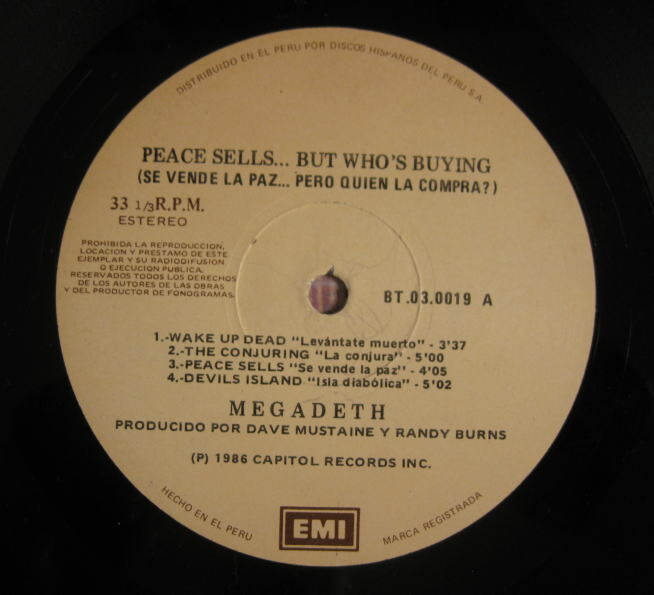 DISTRIBUIDO EN EL PERU POR DISCOS HISPANOS DEL PERU S.A.
PEACE SELLS... BUT WHO'S BUYING
(SE VENDE LA PAZ... PERO QUIEN LA COMPRA?)
33 1/3 R.P.M.
ESTEREO
PROHIBIDA LA REPRODUCCION,
LOCACION Y PRESTAMO DE ESTE
EJEMPLAR Y SU RADIODIFUSION
O EJECUCION PUBLICA.
RESERVADOS TODOS LOS DERECHOS
DE LOS AUTORES DE LAS OBRAS
Y DEL PRODUCTOR DE FONOGRAMAS.
BT.03.0019 A
1.-WAKE UP DEAD "Levántate muerto" - 3'37
2.-THE CONJURING "La conjura" - 5'00
3.-PEACE SELLS "Se vende la paz" - 4'05
4.-DEVILS ISLAND "Isla diabólica" - 5'02
MEGADETH
PRODUCIDO POR DAVE MUSTAINE Y RANDY BURNS
(P) 1986 CAPITOL RECORDS INC.
HECHO EN EL PERU
EMI
MARCA REGISTRADA